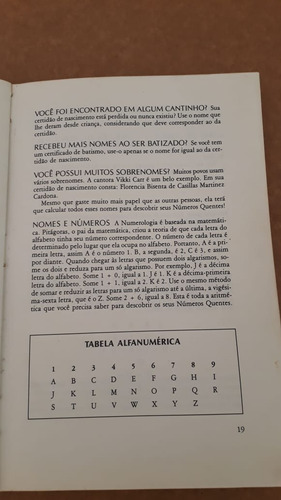 VOCÊ FOI ENCONTRADO EM ALGUM CANTINHO? Sua
certidão de nascimento está perdida ou nunca existiu? Use o nome que
lhe deram desde criança, considerando que deve corresponder ao da
certidão.
RECEBEU MAIS NOMES AO SER BATIZADO? Se você tem
um certificado de batismo, use-o apenas se o nome for igual ao da certi-
dão de nascimento.
VOCÊ POSSUI MUITOS SOBRENOMES? Muitos povos usam
vários sobrenomes. A cantora Vikki Carr é um belo exemplo. Em sua
certidão de nascimento consta: Florencia Bisenta de Casillas Martinez
Cardona.
Mesmo que gaste muito mais papel que as outras pessoas, ela terá
que calcular todos esses nomes para descobrir seus Números Quentes!
NOMES E NÚMEROS A Numerologia é baseada na matemáti-
ca. Pitágoras, o pai da matemática, criou a teoria de que cada letra do
alfabeto tinha seu número correspondente. O número de cada letra é
determinado pelo lugar que ela ocupa no alfabeto. Portanto, A é a pri-
meira letra, assim A é o número 1. B, a segunda, é 2, C é 3, e assim
por diante. Quando chegar às letras que possuem dois algarismos, so-
me os dois e reduza para um só algarismo. Por exemplo, J é a décima
letra do alfabeto. Some 1 + 0, igual a 1. J é 1. K é a décima-primeira
letra do alfabeto. Some 1 + 1, igual a 2. K é 2. Use o mesmo método
de somar e reduzir as letras para um só algarismo até a última, a vigési-
ma-sexta letra, que é o Z. Some 2 + 6, igual a 8. Esta é toda a aritmé-
tica que você precisa saber para descobrir os seus Números Quentes.
TABELA ALFANUMÉRICA
1 2 3 4 5 6 7 8 9
A B C D E F G H I
J K L M N O P Q R
S T U V W X Y Z
19